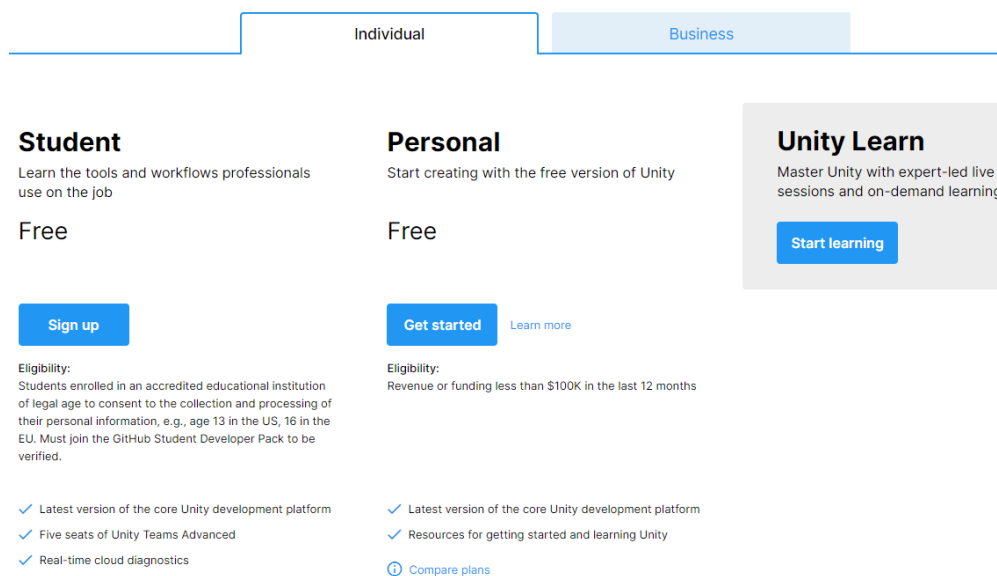 Individual
Business
Student
Learn the tools and workflows professionals
use on the job
Free
Sign up
Eligibility:
Students enrolled in an accredited educational institution
of legal age to consent to the collection and processing of
their personal information, e.g., age 13 in the US, 16 in the
EU. Must join the GitHub Student Developer Pack to be
verified.
Latest version of the core Unity development platform
Five seats of Unity Teams Advanced
Real-time cloud diagnostics
Personal
Start creating with the free version of Unity
Free
Get started
Learn more
Eligibility:
Revenue or funding less than $100K in the last 12 months
Latest version of the core Unity development platform
Resources for getting started and learning Unity
Compare plans
Unity Learn
Master Unity with expert-led live
sessions and on-demand learning
Start learning